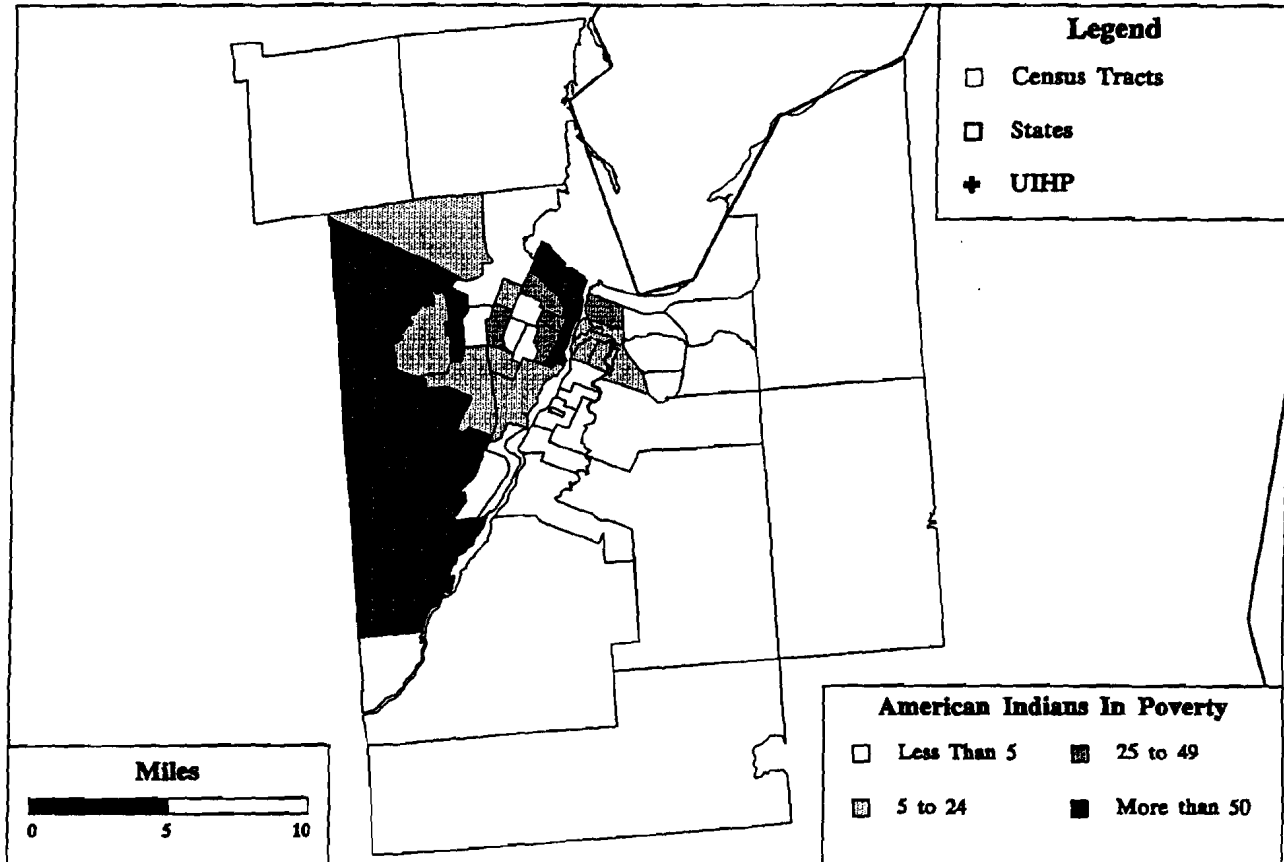 Legend
Census Tracts
States
UIHP
American Indians In Poverty
Less Than 5 25 to 49
5 to 24 More than 50
Miles
0 5 10